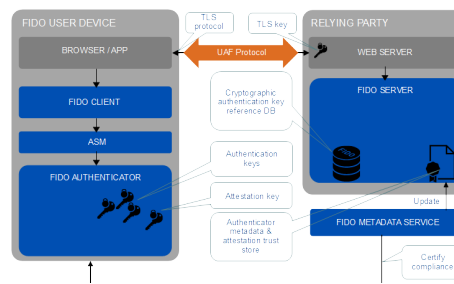 FIDO USER DEVICE
TLS
protocol
TLS key
RELYING PARTY
BROWSER / APP
UAF Protocol
WEB SERVER
FIDO CLIENT
Cryptographic
authentication key
reference DB
FIDO SERVER
ASM
FIDO
FIDO AUTHENTICATOR
Authentication
keys
Attestation key
Update
Authenticator
metadata &
attestation trust
store
FIDO METADATA SERVICE
Certify
compliance